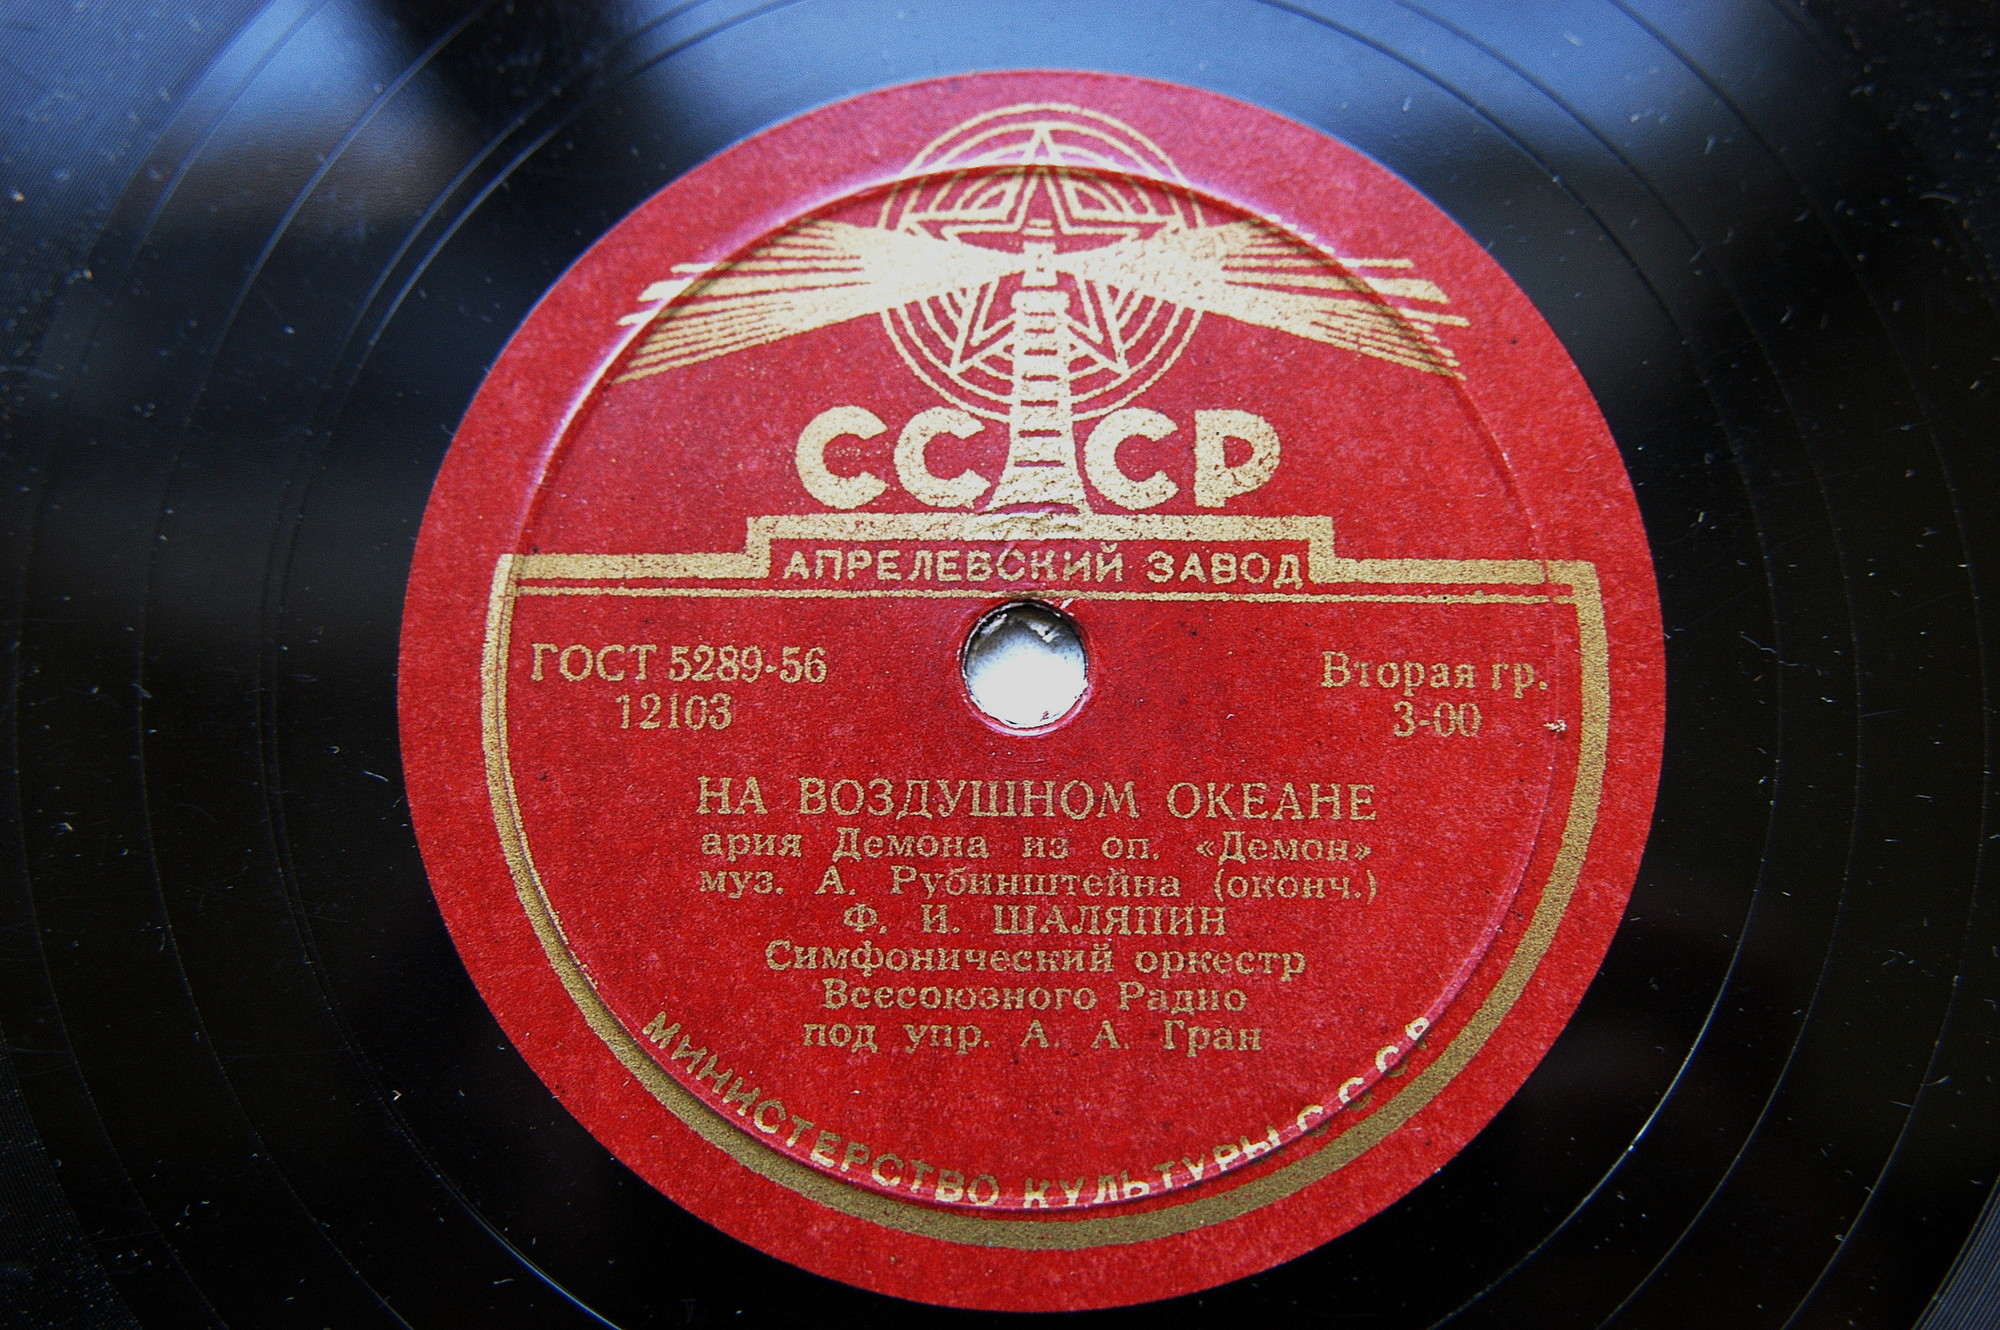 СССР
АПРЕЛЕВСКИЙ ЗАВОД
ГОСТ 5289-56
12103
Вторая гр.
3-00
НА ВОЗДУШНОМ ОКЕАНЕ
ария Демона из оп. «Демон»
муз. А. Рубинштейна (оконч.)
Ф. И. ШАЛЯПИН
Симфонический оркестр
Всесоюзного Радио
под упр. А. А. Гран
МИНИСТЕРСТВО КУЛЬТУРЫ СССР